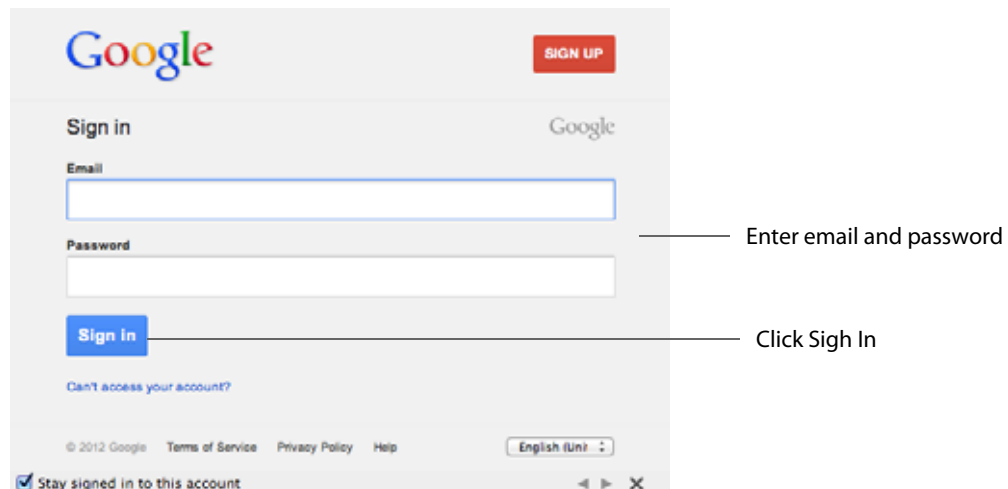 Google SIGN UP
Sign in Google
Email
Password
Enter email and password
Sign in
Click Sigh In
Can't access your account?
© 2012 Google Terms of Service Privacy Policy Help English (Uni
Stay signed in to this account